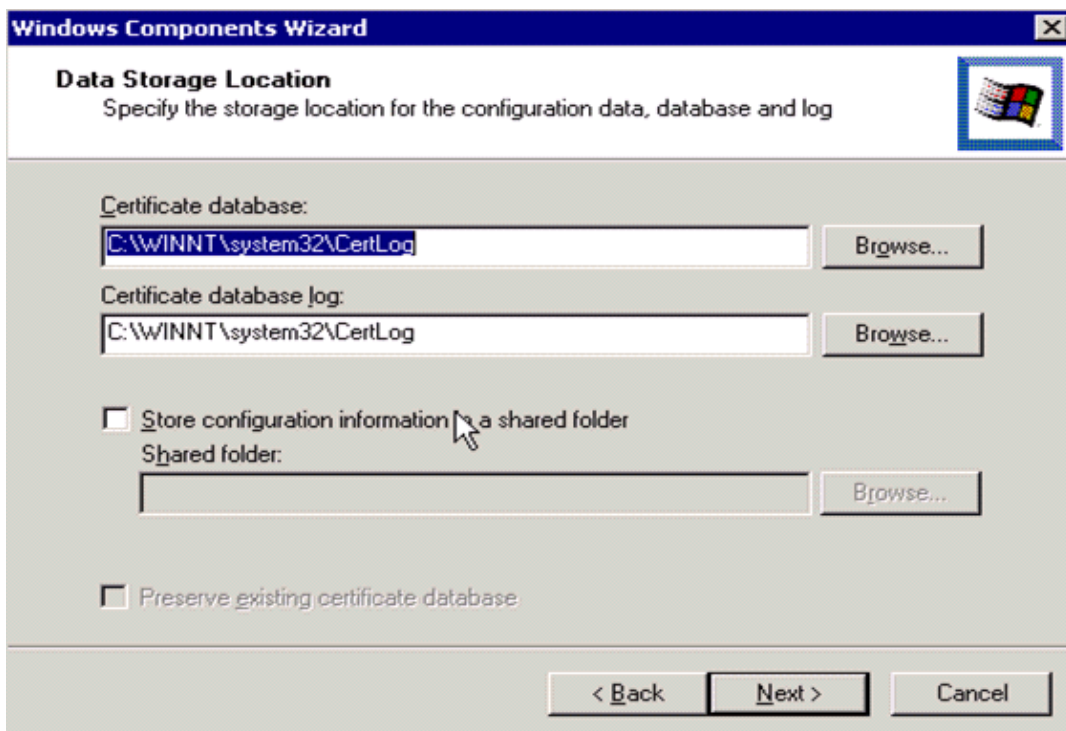 Windows Components Wizard
Data Storage Location
Specify the storage location for the configuration data, database and log
Certificate database:
C:\WINNT\system32\CertLog
Browse...
Certificate database log:
C:\WINNT\system32\CertLog
Browse...
Store configuration information in a shared folder
Shared folder:
Browse...
Preserve existing certificate database
< Back
Next >
Cancel